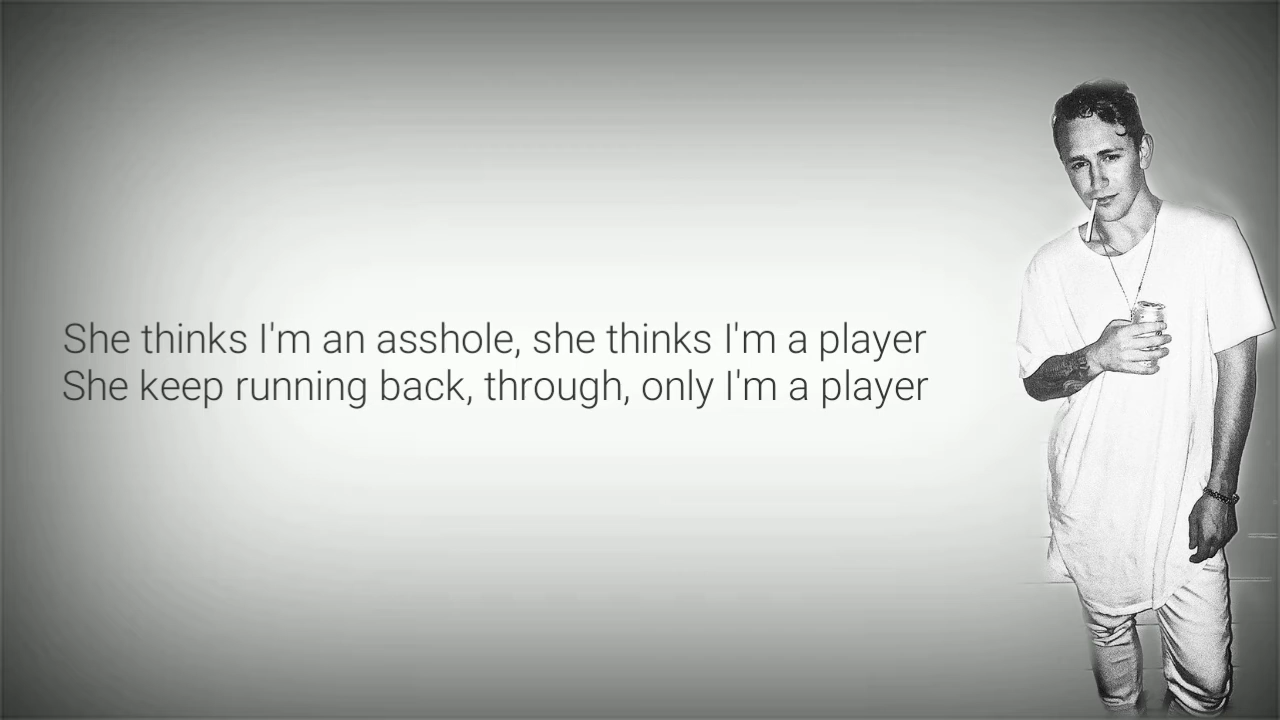 She thinks I'm an asshole, she thinks I'm a player
She keep running back, through, only I'm a player